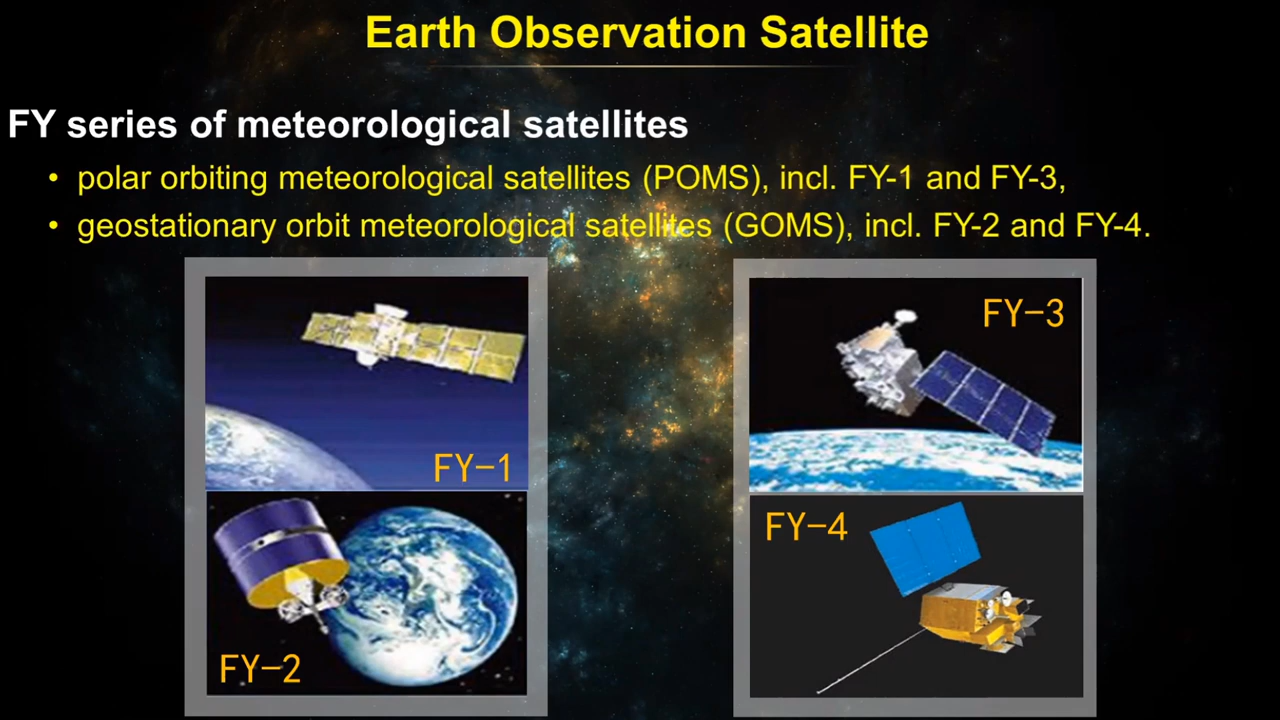 Earth Observation Satellite
FY series of meteorological satellites
• polar orbiting meteorological satellites (POMS), incl. FY-1 and FY-3,
• geostationary orbit meteorological satellites (GOMS), incl. FY-2 and FY-4.
FY-1
FY-3
FY-2
FY-4